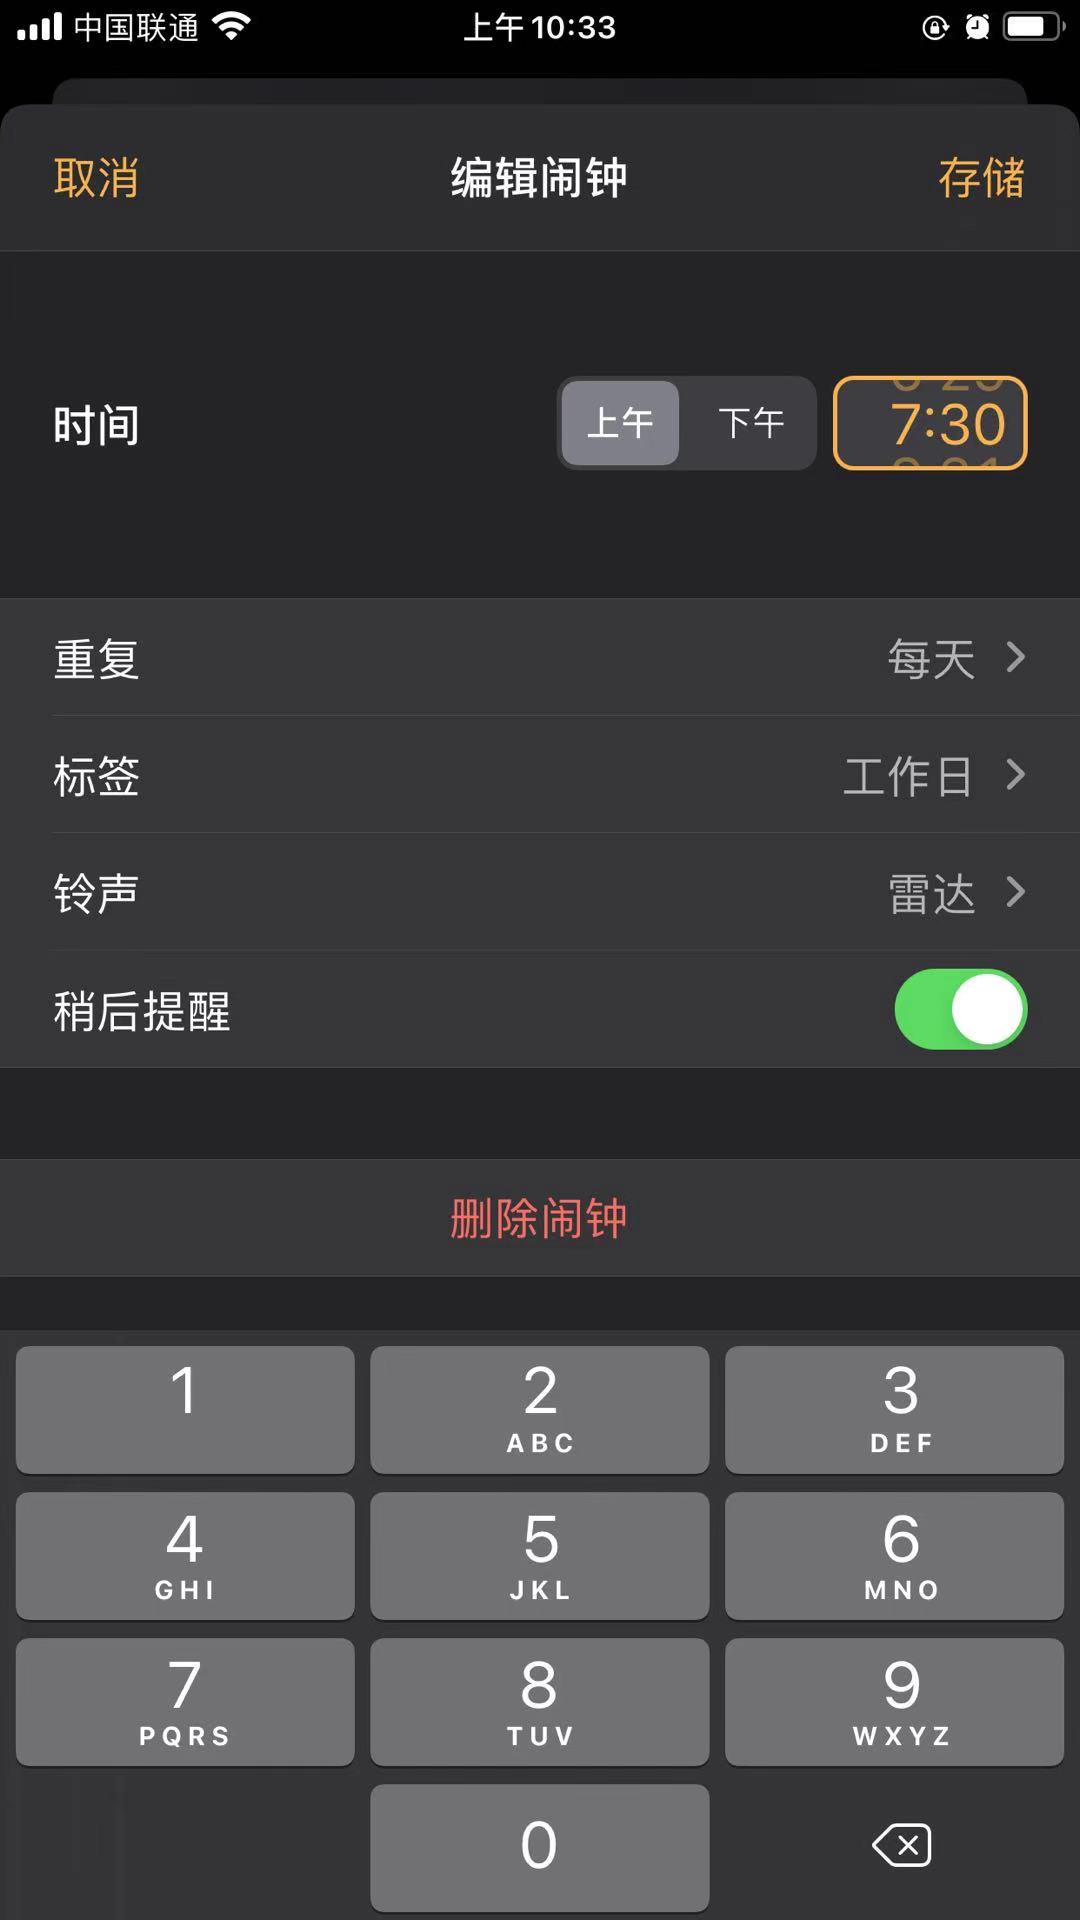 中国联通 上午10:33
取消 编辑闹钟 存储
时间 上午 下午 7:30
重复 每天
标签 工作日
铃声 雷达
稍后提醒
删除闹钟
1 2 3
ABC DEF
4 5 6
GHI JKL MNO
7 8 9
PQRS TUV WXYZ
0